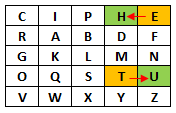 C I P H E
R A B D F
G K L M N
O Q S T U
V W X Y Z